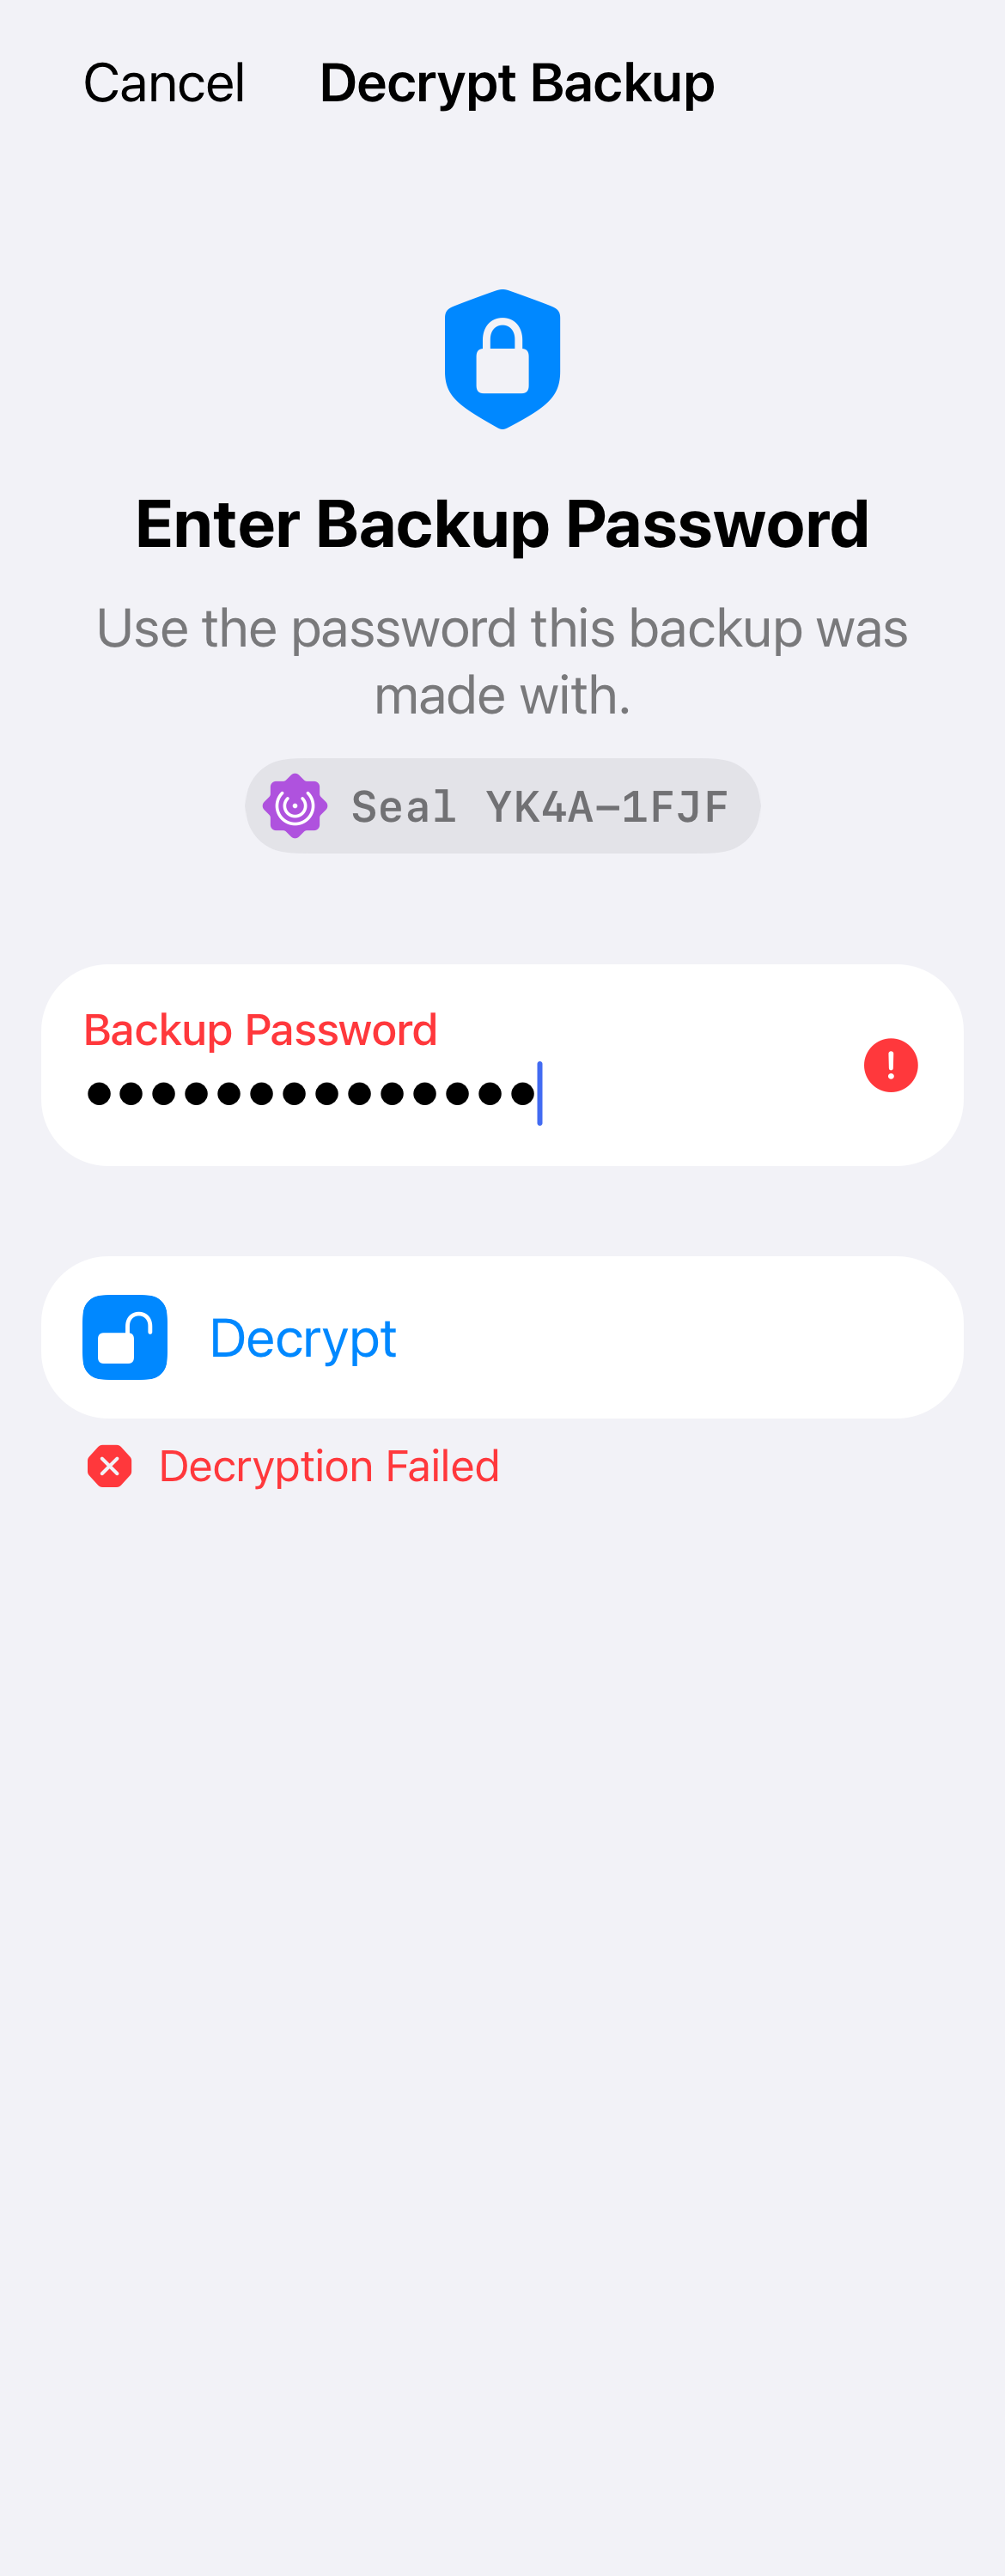 Cancel
Decrypt Backup
Enter Backup Password
Use the password this backup was
made with.
Seal YK4A–1FJF
Backup Password
●●●●●●●●●●●●●●
Decrypt
Decryption Failed